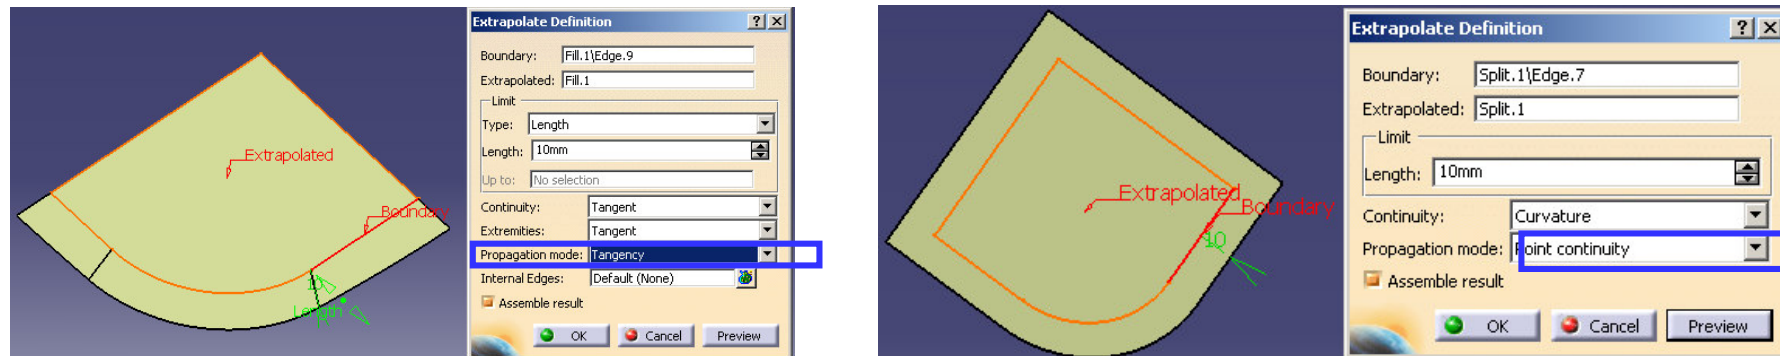 Extrapolate Definition
Boundary: Fill.1\Edge.9
Extrapolated: Fill.1
Limit
Type: Length
Length: 10mm
Up to: No selection
Continuity: Tangent
Extremities: Tangent
Propagation mode: Tangency
Internal Edges: Default (None)
Assemble result
OK Cancel Preview
Extrapolated
Boundary
10
Length
Extrapolate Definition
Boundary: Split.1\Edge.7
Extrapolated: Split.1
Limit
Length: 10mm
Continuity: Curvature
Propagation mode: Point continuity
Assemble result
OK Cancel Preview
Extrapolated
Boundary
10